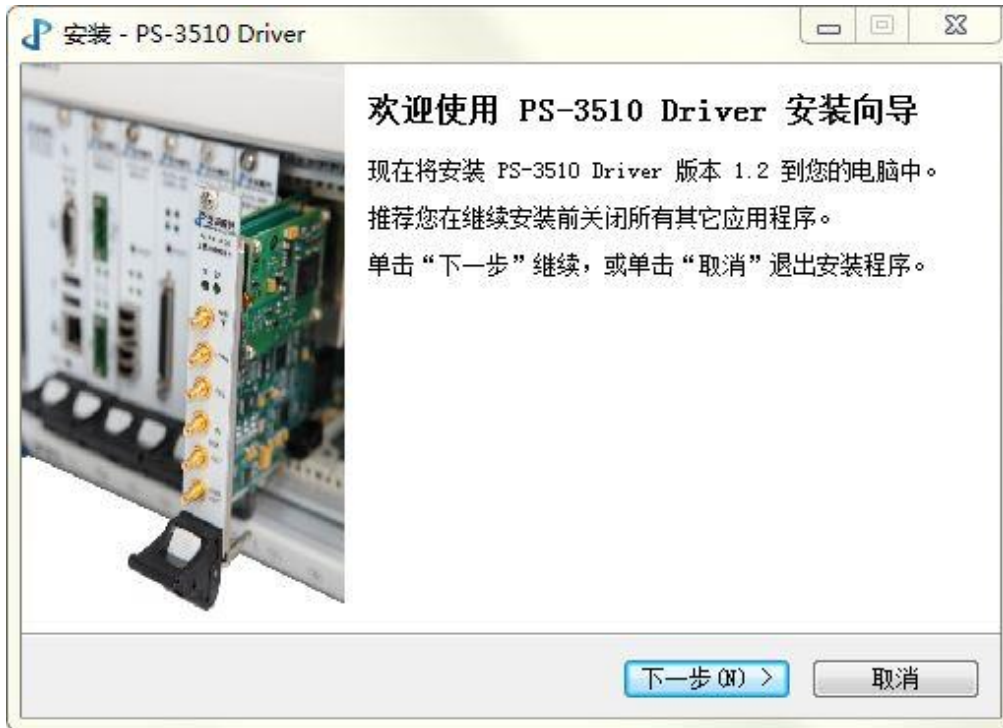 安装 - PS-3510 Driver
欢迎使用 PS-3510 Driver 安装向导
现在将安装 PS-3510 Driver 版本 1.2 到您的电脑中。
推荐您在继续安装前关闭所有其它应用程序。
单击“下一步”继续，或单击“取消”退出安装程序。
下一步(N) >
取消